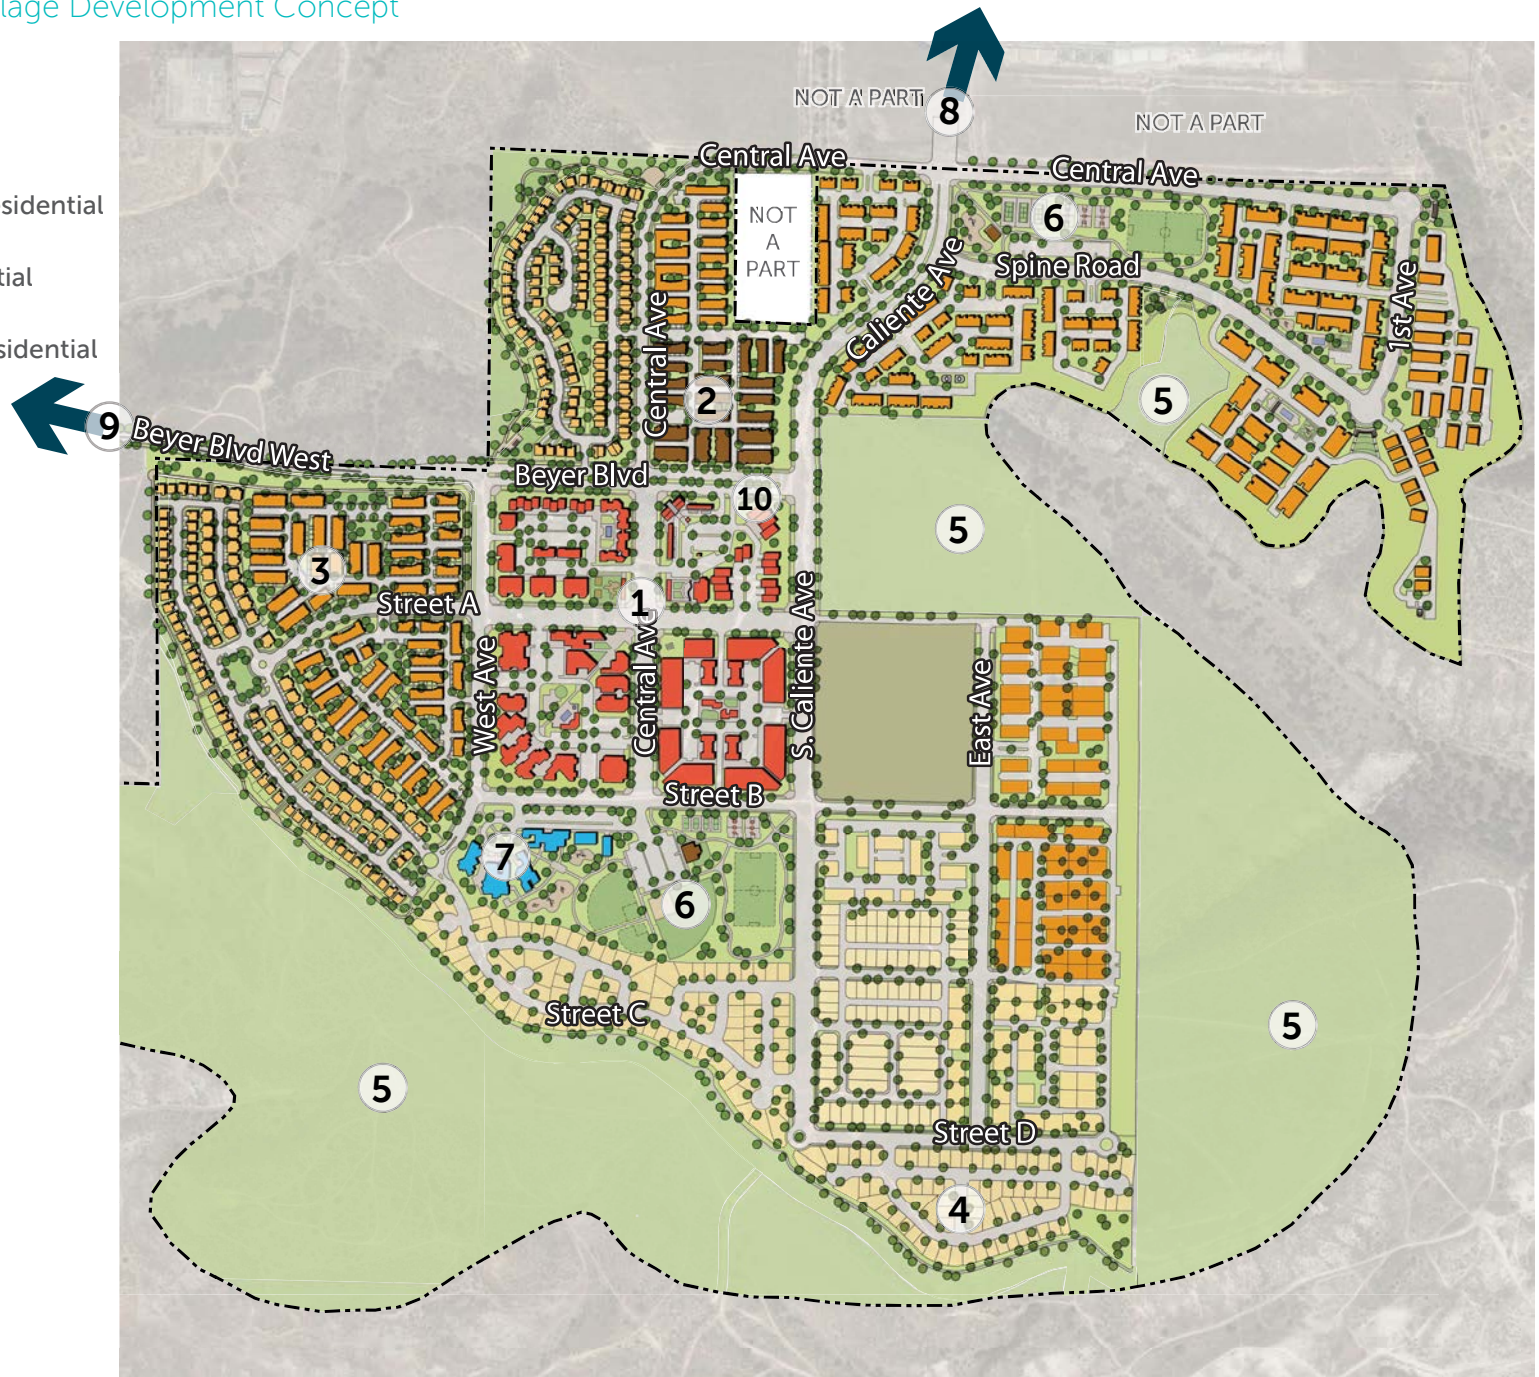 lage Development Concept
NOT A PART
8
NOT A PART
Central Ave
Central Ave
esidential
NOT
A
PART
6
Spine Road
tial
Caliente Ave
1st Ave
Central Ave
sidential
2
5
9
Beyer Blvd West
Beyer Blvd
10
5
3
Street A
1
West Ave
Central Ave
S. Caliente Ave
East Ave
Street B
7
6
Street C
5
5
Street D
4